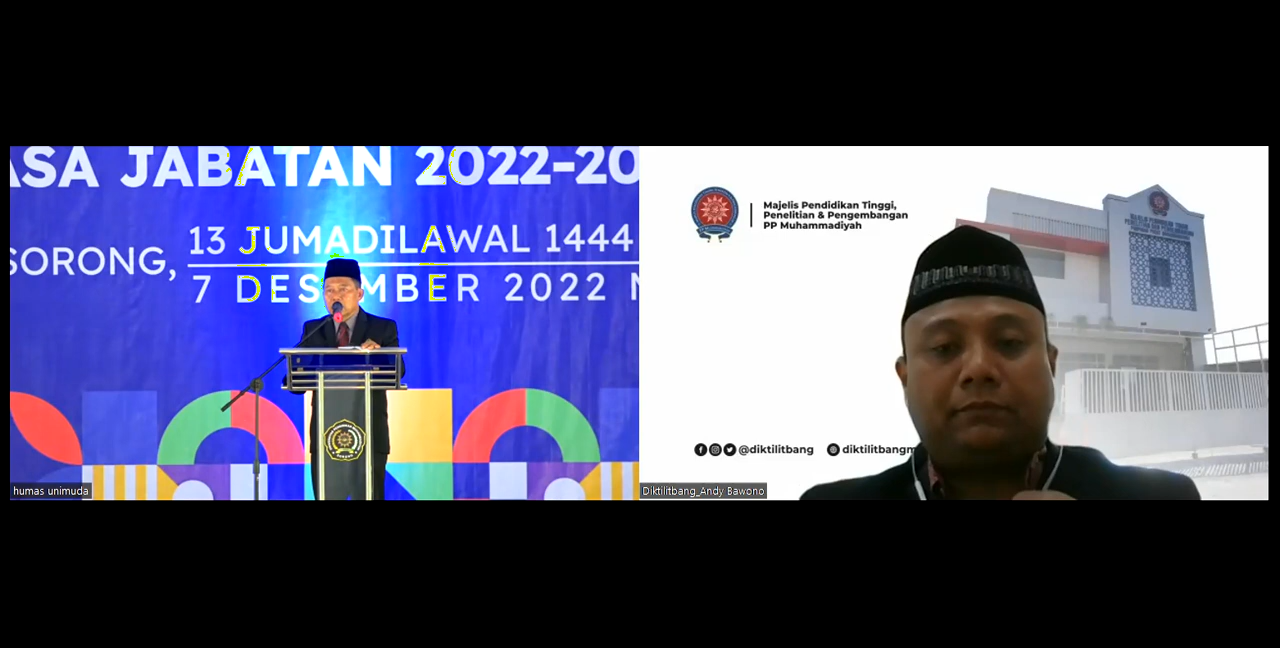 ASA JABATAN 2022-20
SORONG, 13 JUMADILAWAL 1444
7 DESEMBER 2022 M
humas unimuda
Majelis Pendidikan Tinggi,
Penelitian & Pengembangan
PP Muhammadiyah
@diktilitbang diktilitbangm
Diktilitbang_Andy Bawono